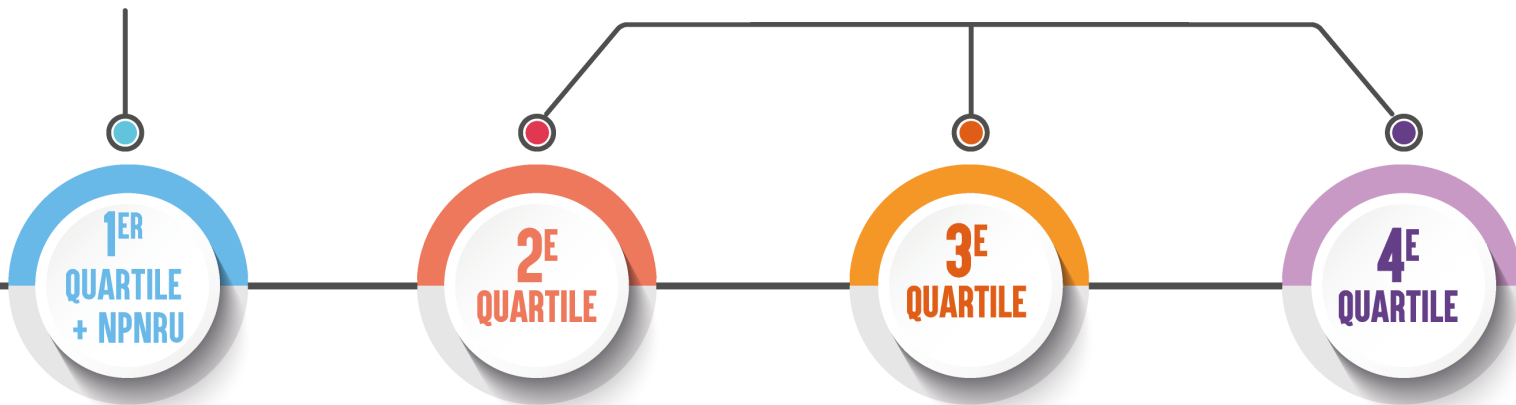 1ER
QUARTILE
+ NPNRU
2E
QUARTILE
3E
QUARTILE
4E
QUARTILE